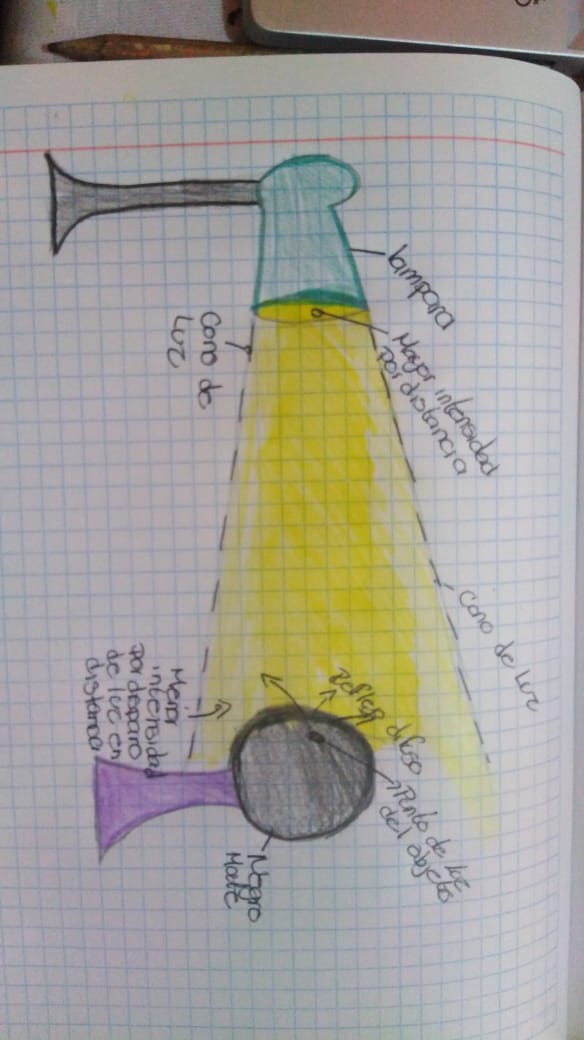 lampara
Mayor intensidad
por distancia
Cono de
luz
Cono de luz
Menor
intensidad
por disparo
de luz en
distancia
Reflejo difuso
Punto de luz
del objeto
Negro
Mate